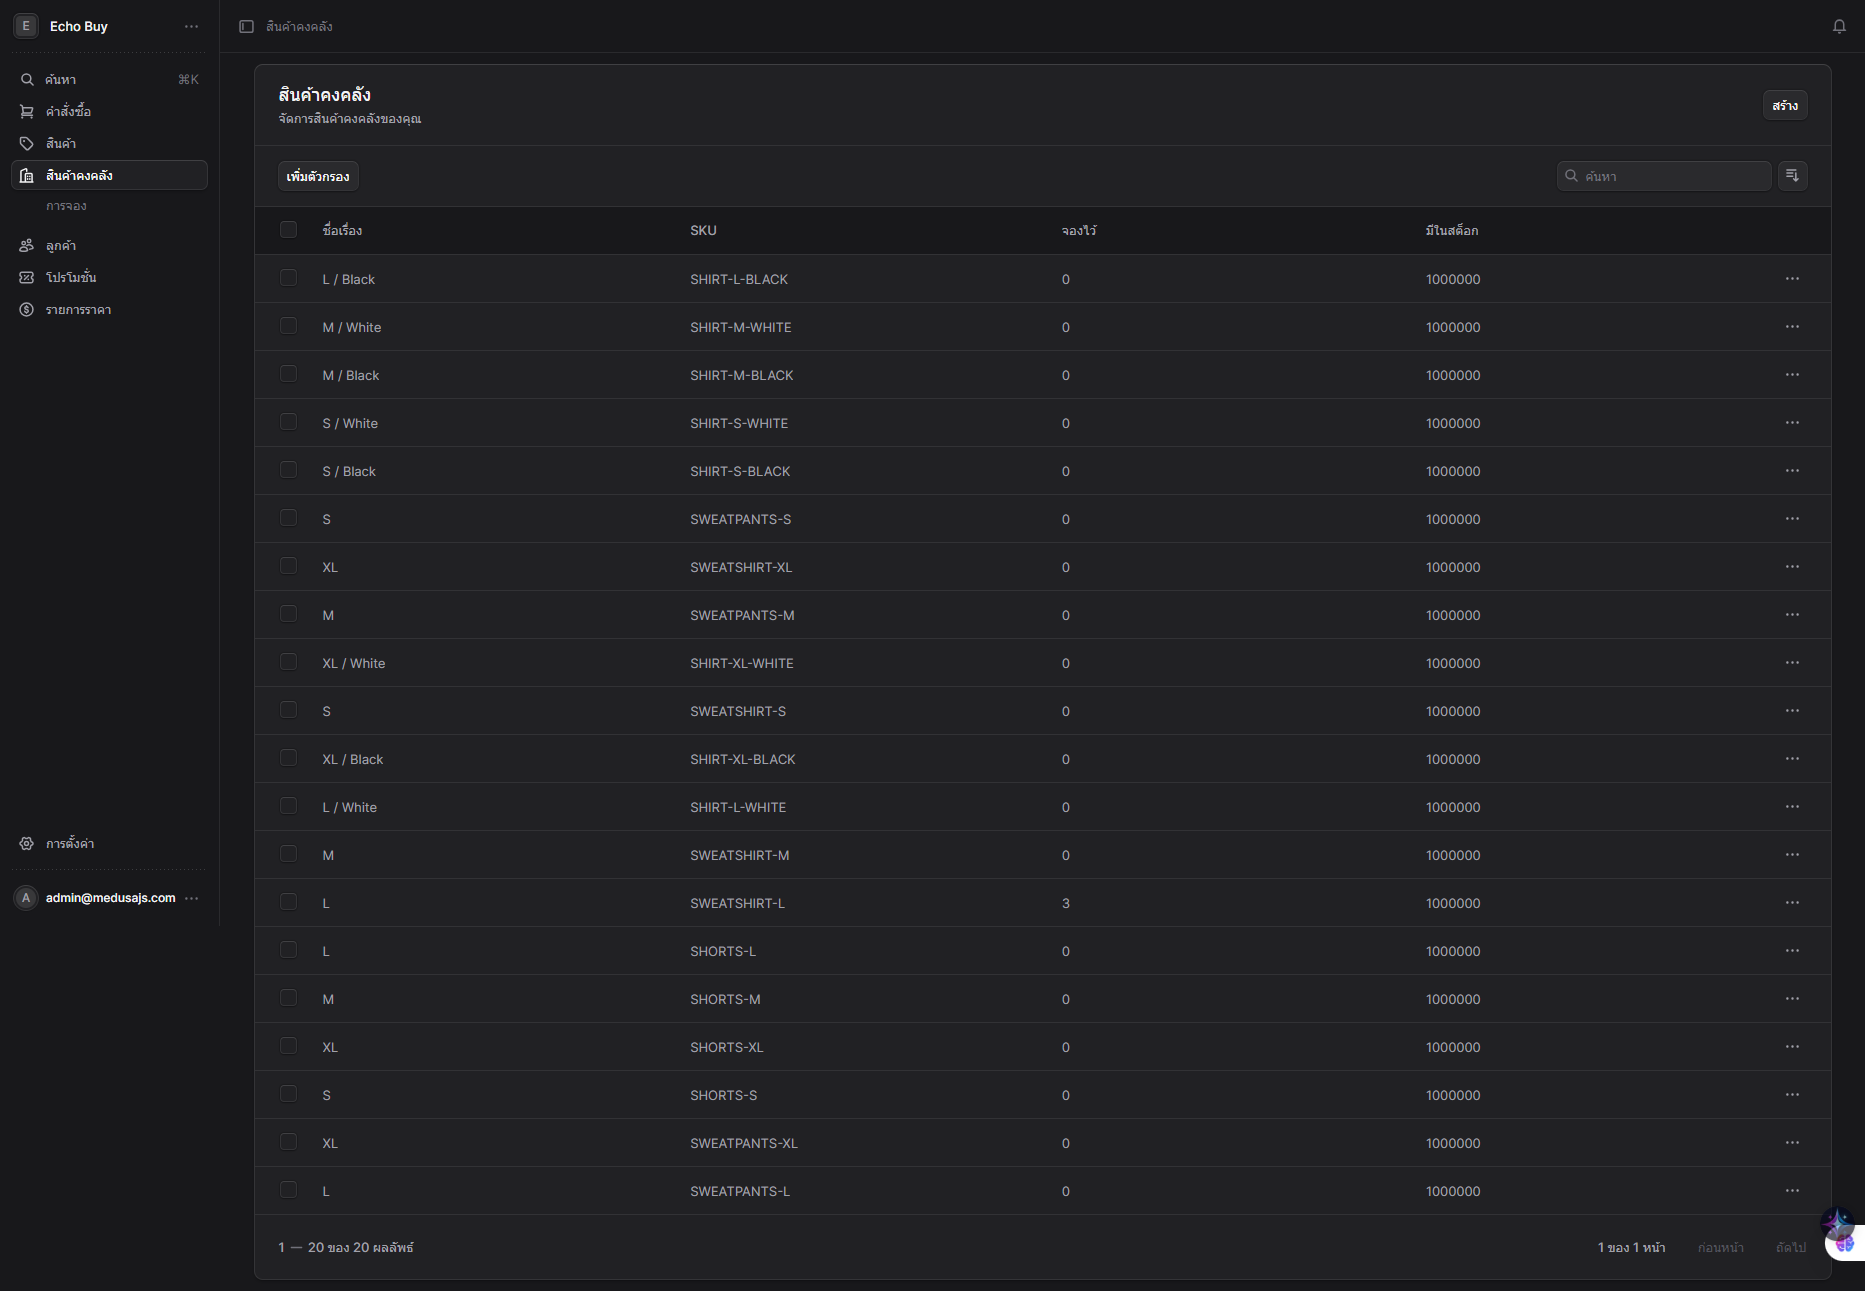 E Echo Buy
ค้นหา ⌘K
คำสั่งซื้อ
สินค้า
สินค้าคงคลัง
การจอง
ลูกค้า
โปรโมชั่น
รายการราคา
การตั้งค่า
A admin@medusajs.com
สินค้าคงคลัง
สินค้าคงคลัง
จัดการสินค้าคงคลังของคุณ
สร้าง
เพิ่มตัวกรอง
ค้นหา
ชื่อเรื่อง SKU จองไว้ มีในสต็อก
L / Black SHIRT-L-BLACK 0 1000000
M / White SHIRT-M-WHITE 0 1000000
M / Black SHIRT-M-BLACK 0 1000000
S / White SHIRT-S-WHITE 0 1000000
S / Black SHIRT-S-BLACK 0 1000000
S SWEATPANTS-S 0 1000000
XL SWEATSHIRT-XL 0 1000000
M SWEATPANTS-M 0 1000000
XL / White SHIRT-XL-WHITE 0 1000000
S SWEATSHIRT-S 0 1000000
XL / Black SHIRT-XL-BLACK 0 1000000
L / White SHIRT-L-WHITE 0 1000000
M SWEATSHIRT-M 0 1000000
L SWEATSHIRT-L 3 1000000
L SHORTS-L 0 1000000
M SHORTS-M 0 1000000
XL SHORTS-XL 0 1000000
S SHORTS-S 0 1000000
XL SWEATPANTS-XL 0 1000000
L SWEATPANTS-L 0 1000000
1 — 20 ของ 20 ผลลัพธ์
1 ของ 1 หน้า ก่อนหน้า ถัดไป